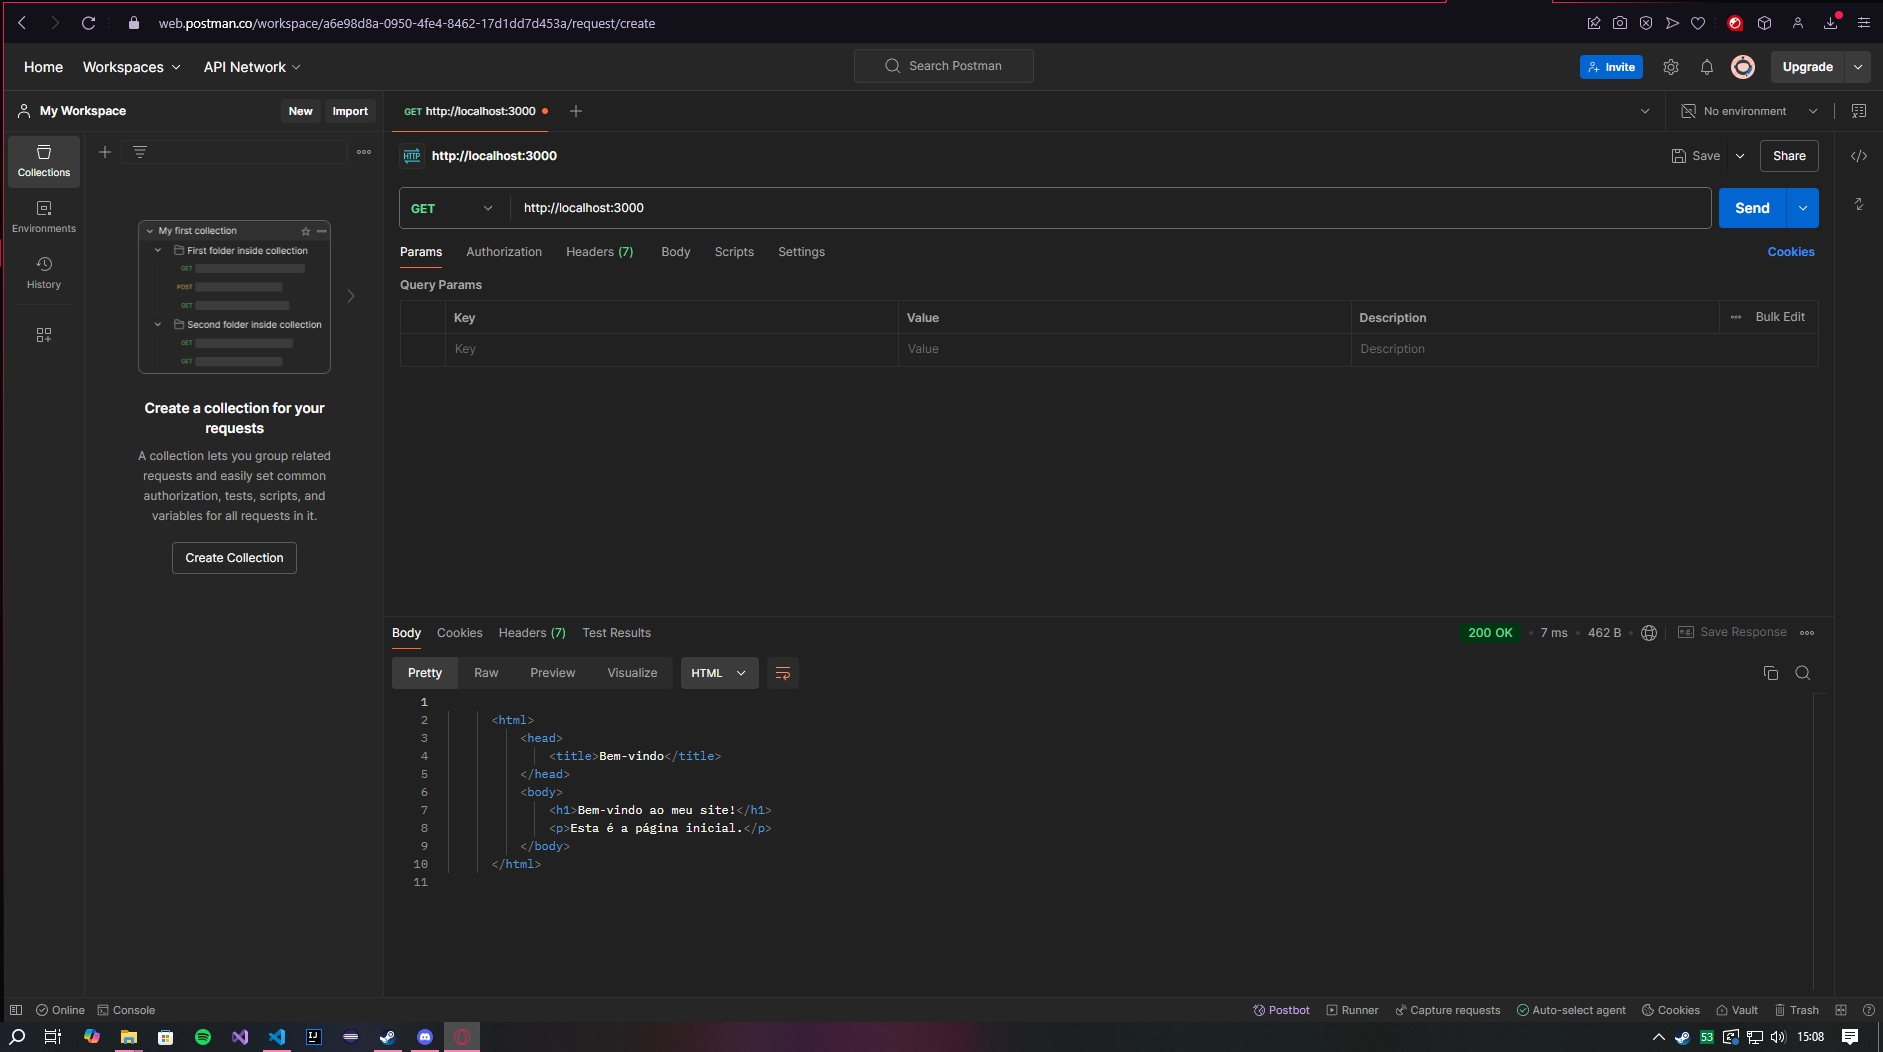 web.postman.co/workspace/a6e98d8a-0950-4fe4-8462-17d1dd7d453a/request/create
Home Workspaces API Network Search Postman Invite Upgrade
My Workspace New Import GET http://localhost:3000 No environment
Collections
Environments
History
My first collection
First folder inside collection
GET
POST
GET
Second folder inside collection
GET
GET
Create a collection for your
requests
A collection lets you group related
requests and easily set common
authorization, tests, scripts, and
variables for all requests in it.
Create Collection
HTTP http://localhost:3000 Save Share
GET http://localhost:3000 Send
Params Authorization Headers (7) Body Scripts Settings Cookies
Query Params
Key Value Description Bulk Edit
Key Value Description
Body Cookies Headers (7) Test Results 200 OK 7 ms 462 B e.g. Save Response
Pretty Raw Preview Visualize HTML
1
2 <html>
3 <head>
4 <title>Bem-vindo</title>
5 </head>
6 <body>
7 <h1>Bem-vindo ao meu site!</h1>
8 <p>Esta é a página inicial.</p>
9 </body>
10 </html>
11
Online Console Postbot Runner Capture requests Auto-select agent Cookies Vault Trash
IJ 53 15:08